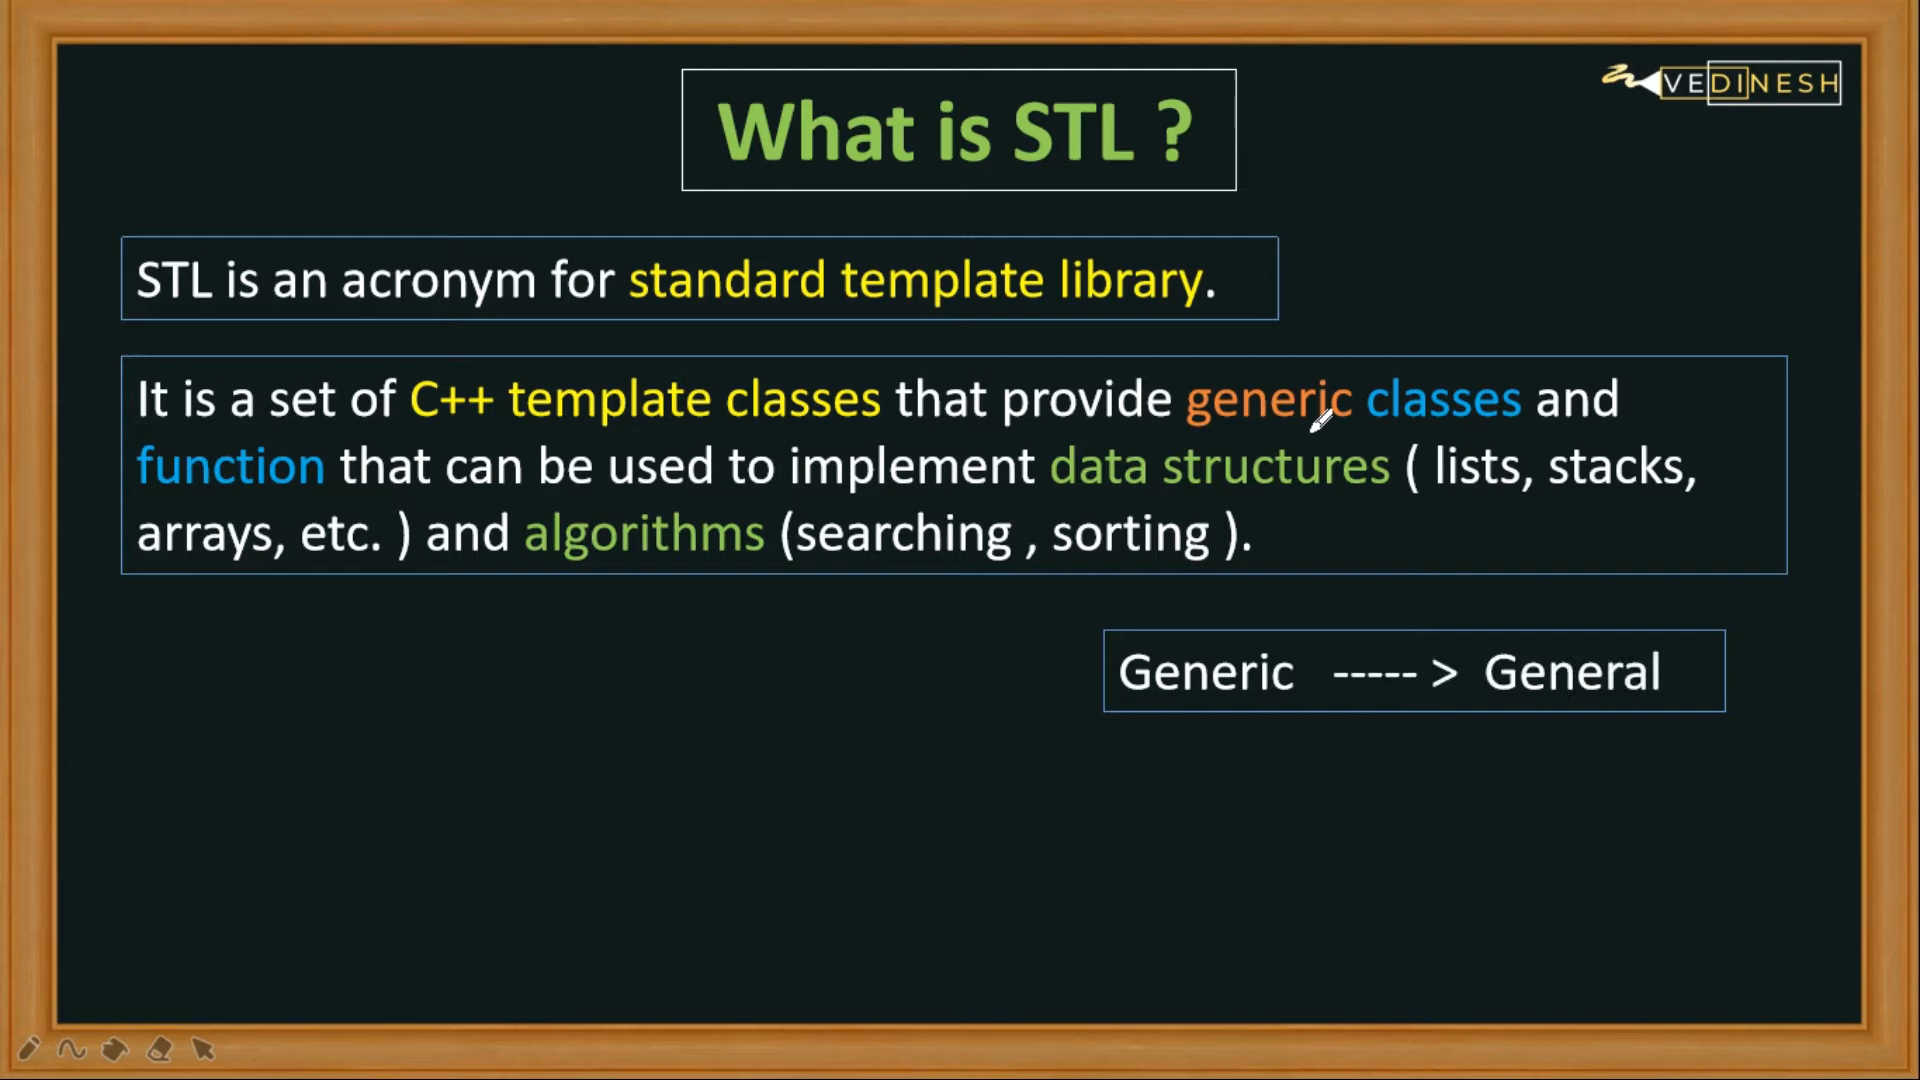 VEDINESH
What is STL ?
STL is an acronym for standard template library.
It is a set of C++ template classes that provide generic classes and
function that can be used to implement data structures ( lists, stacks,
arrays, etc. ) and algorithms (searching , sorting ).
Generic ----- > General